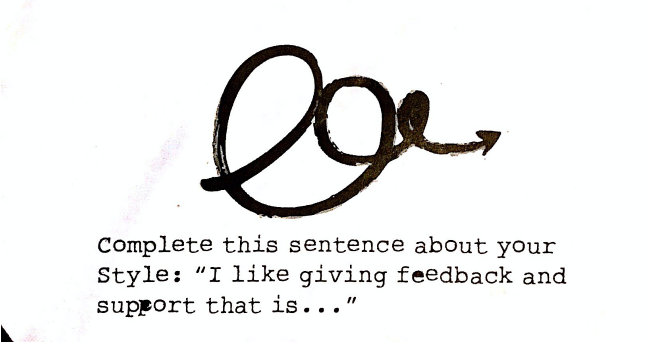 Complete this sentence about your
Style: "I like giving feedback and
support that is..."